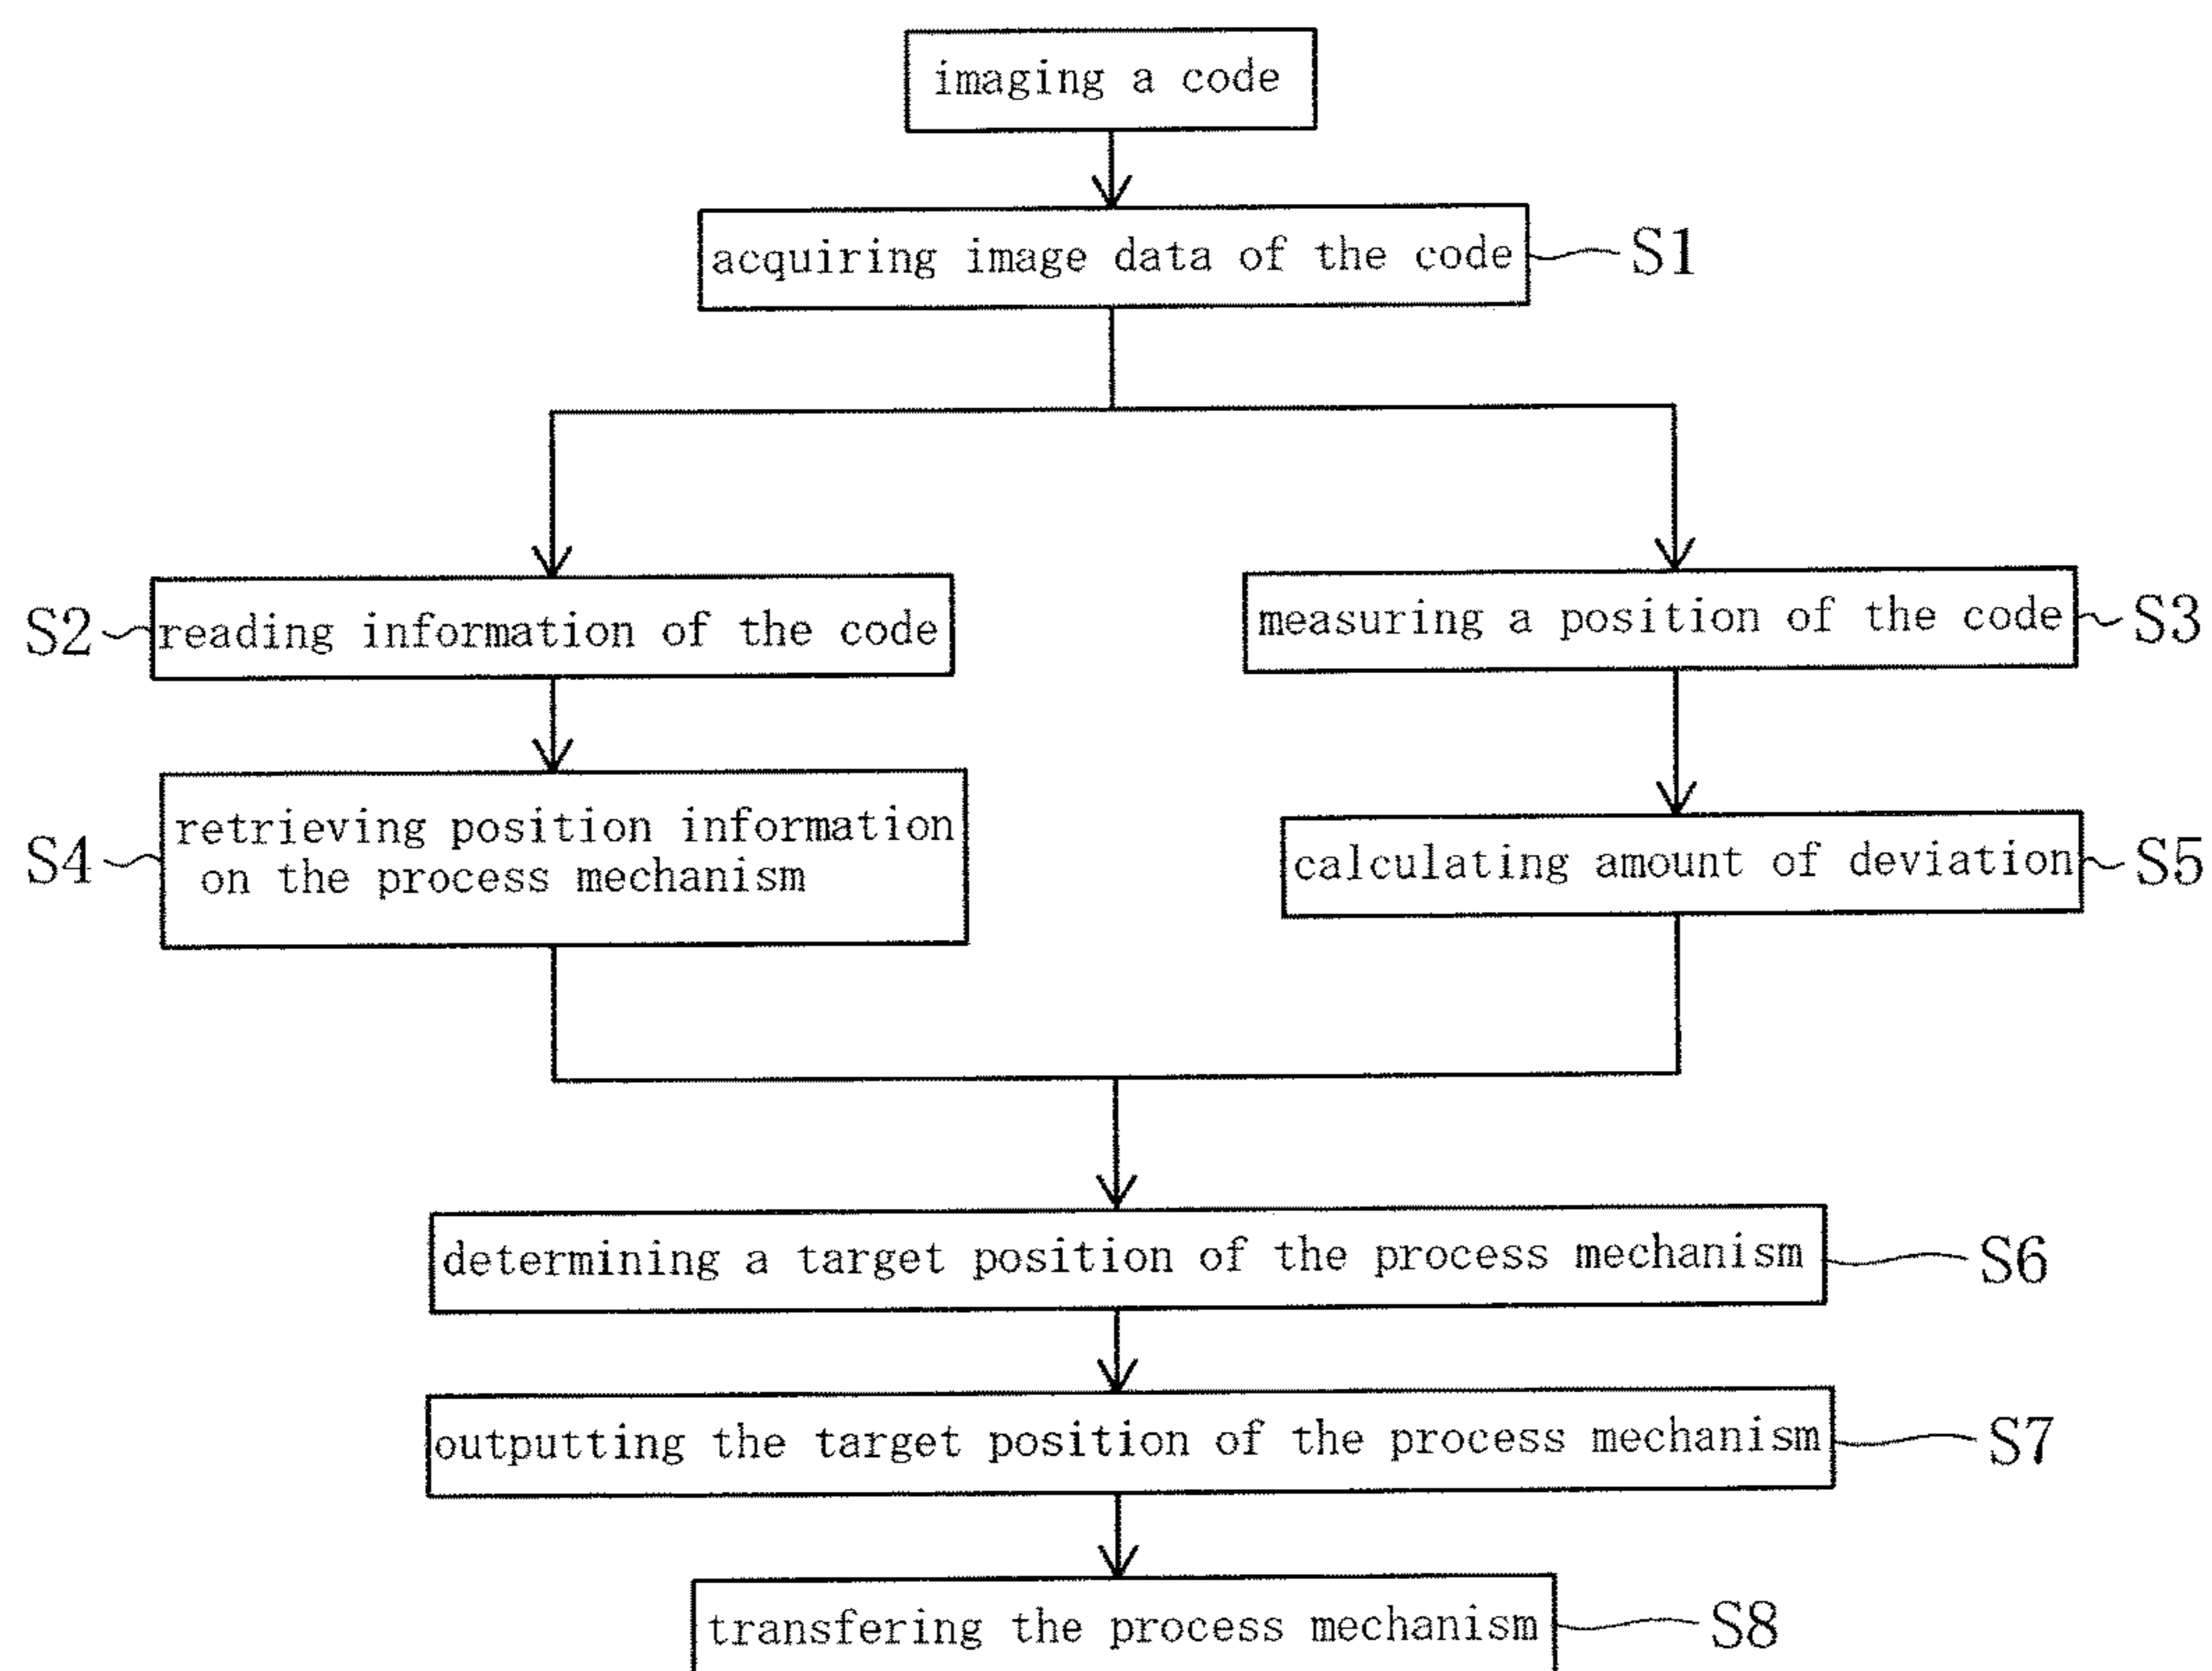 imaging a code
acquiring image data of the code
S1
S2
reading information of the code
measuring a position of the code
S3
S4
retrieving position information
on the process mechanism
calculating amount of deviation
S5
determining a target position of the process mechanism
S6
outputting the target position of the process mechanism
S7
transfering the process mechanism
S8